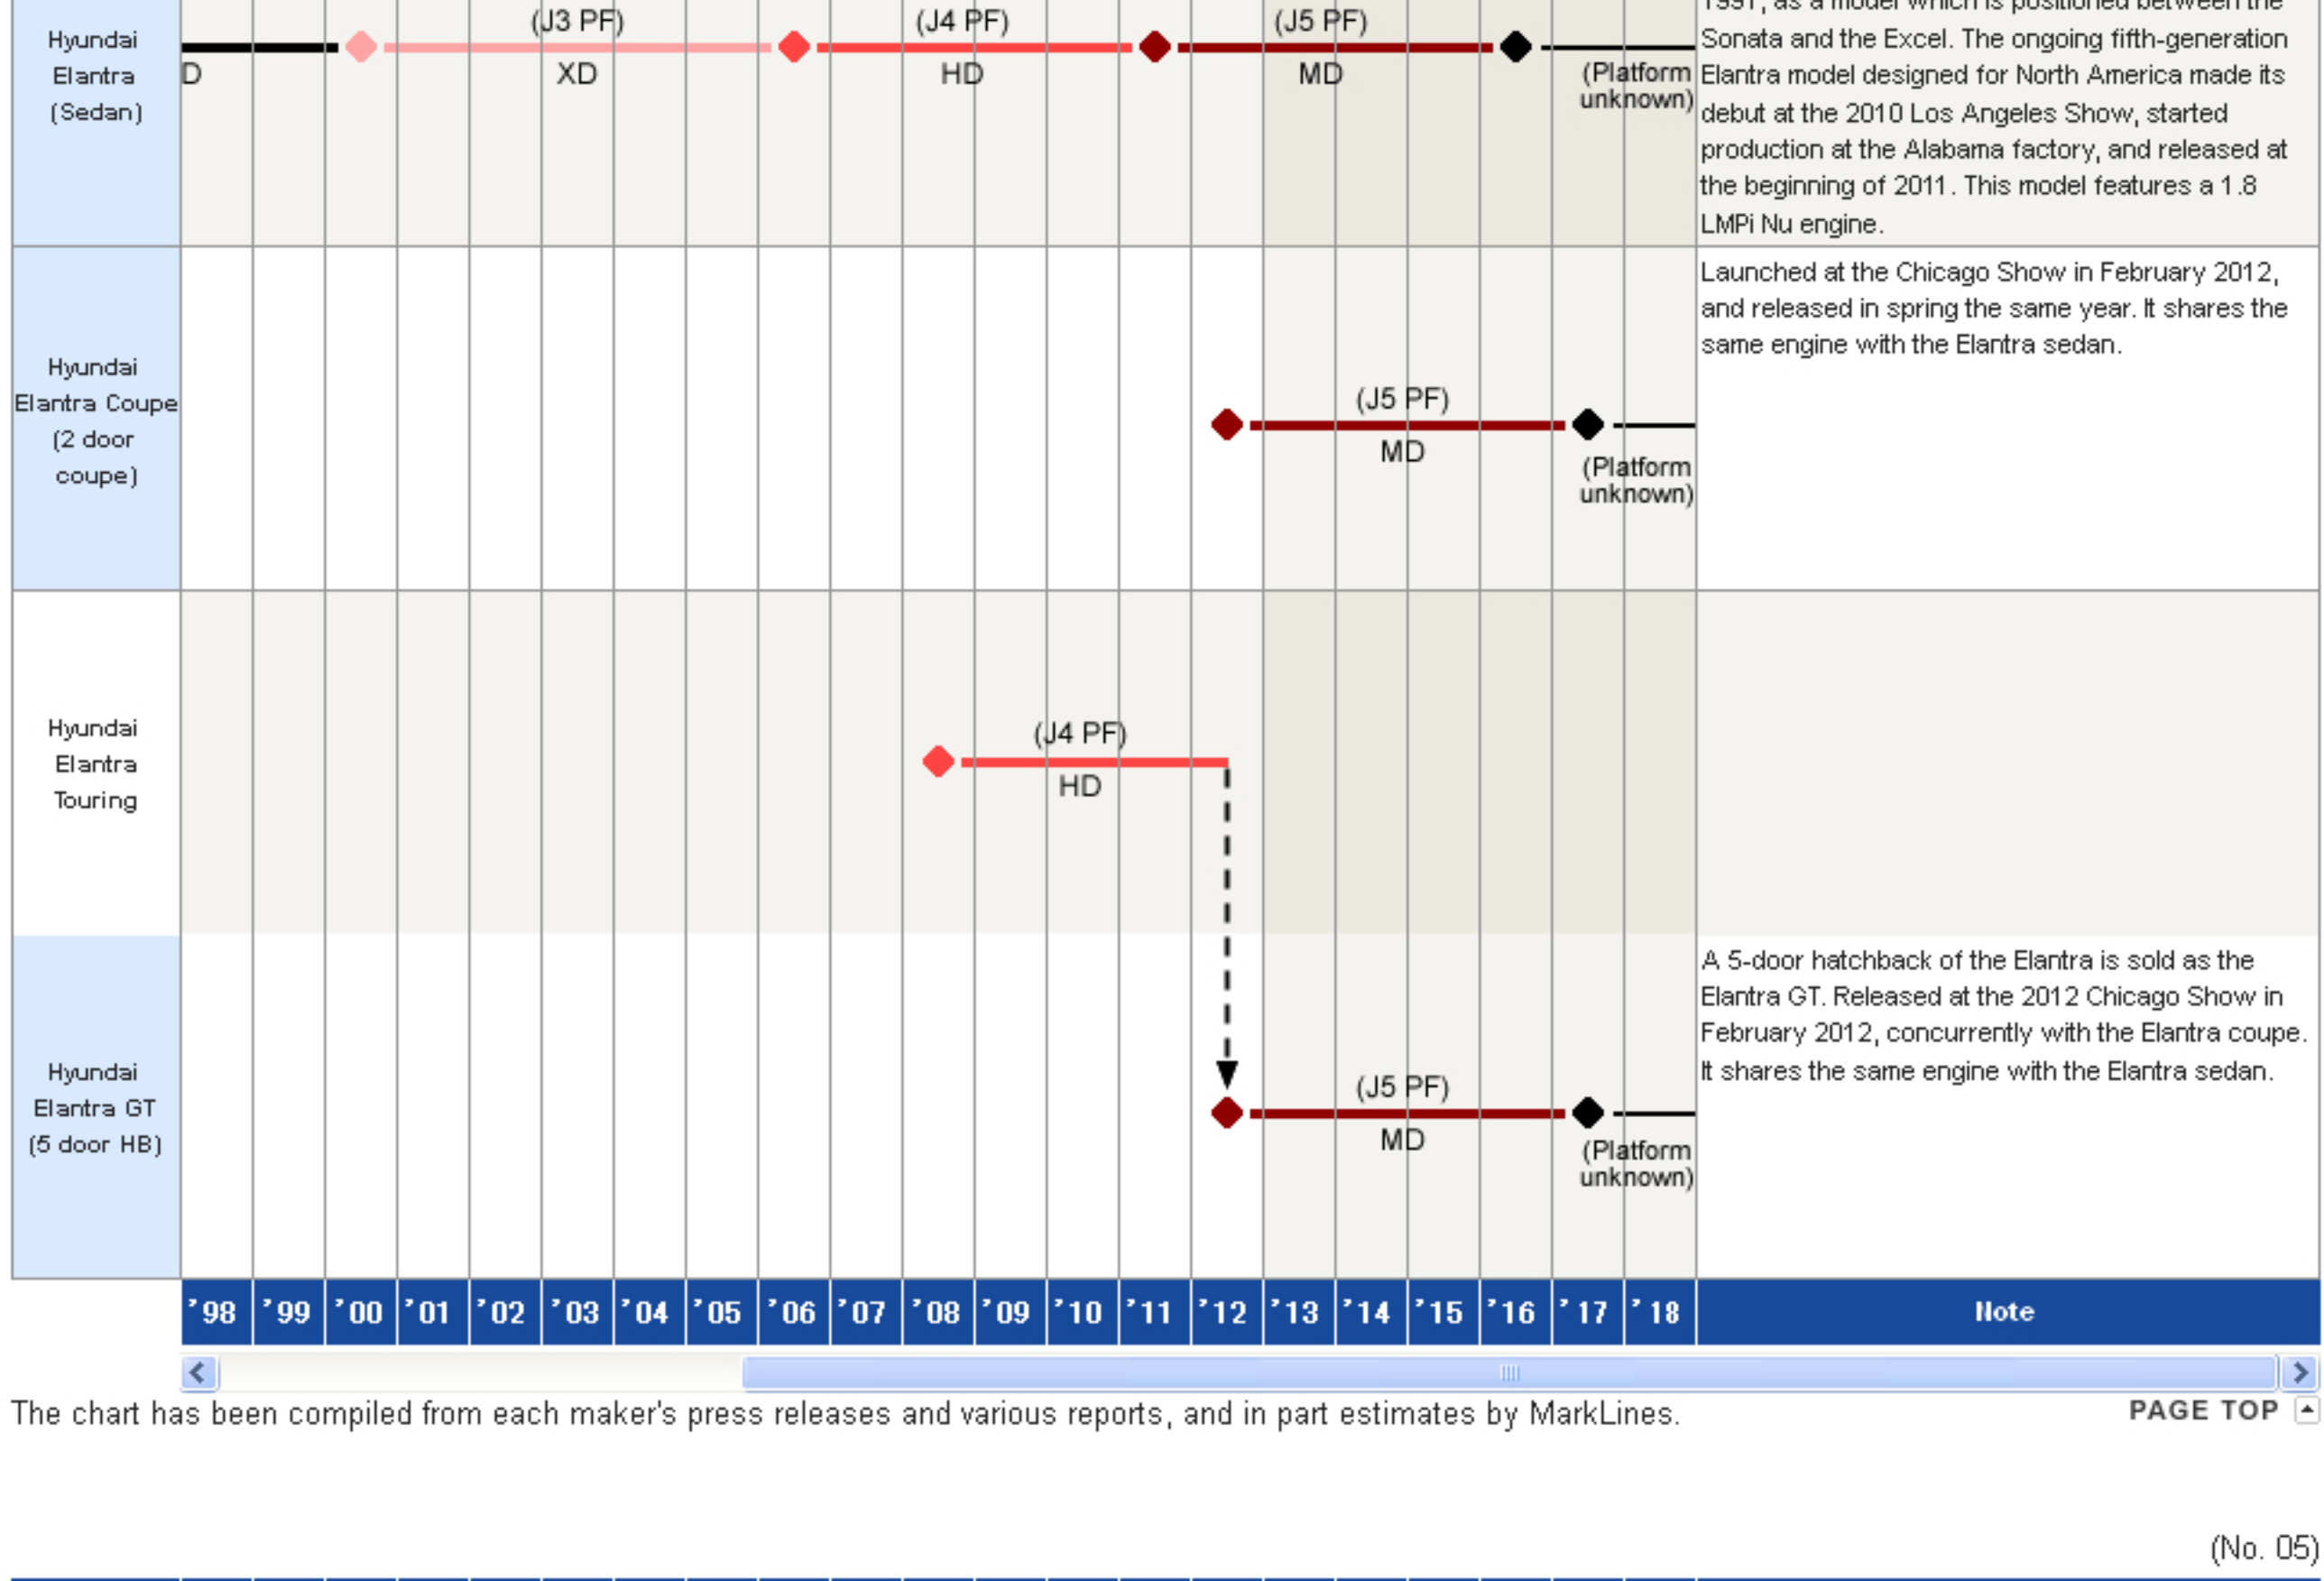 1991, as a model which is positioned between the
Hyundai
Elantra
(Sedan)
D
(J3 PF)
XD
(J4 PF)
HD
(J5 PF)
MD
(Platform
unknown)
Sonata and the Excel. The ongoing fifth-generation
Elantra model designed for North America made its
debut at the 2010 Los Angeles Show, started
production at the Alabama factory, and released at
the beginning of 2011. This model features a 1.8
LMPi Nu engine.
Hyundai
Elantra Coupe
(2 door
coupe)
(J5 PF)
MD
(Platform
unknown)
Launched at the Chicago Show in February 2012,
and released in spring the same year. It shares the
same engine with the Elantra sedan.
Hyundai
Elantra
Touring
(J4 PF)
HD
Hyundai
Elantra GT
(5 door HB)
(J5 PF)
MD
(Platform
unknown)
A 5-door hatchback of the Elantra is sold as the
Elantra GT. Released at the 2012 Chicago Show in
February 2012, concurrently with the Elantra coupe.
It shares the same engine with the Elantra sedan.
'98 '99 '00 '01 '02 '03 '04 '05 '06 '07 '08 '09 '10 '11 '12 '13 '14 '15 '16 '17 '18 Note
The chart has been compiled from each maker's press releases and various reports, and in part estimates by MarkLines.
PAGE TOP
(No. 05)